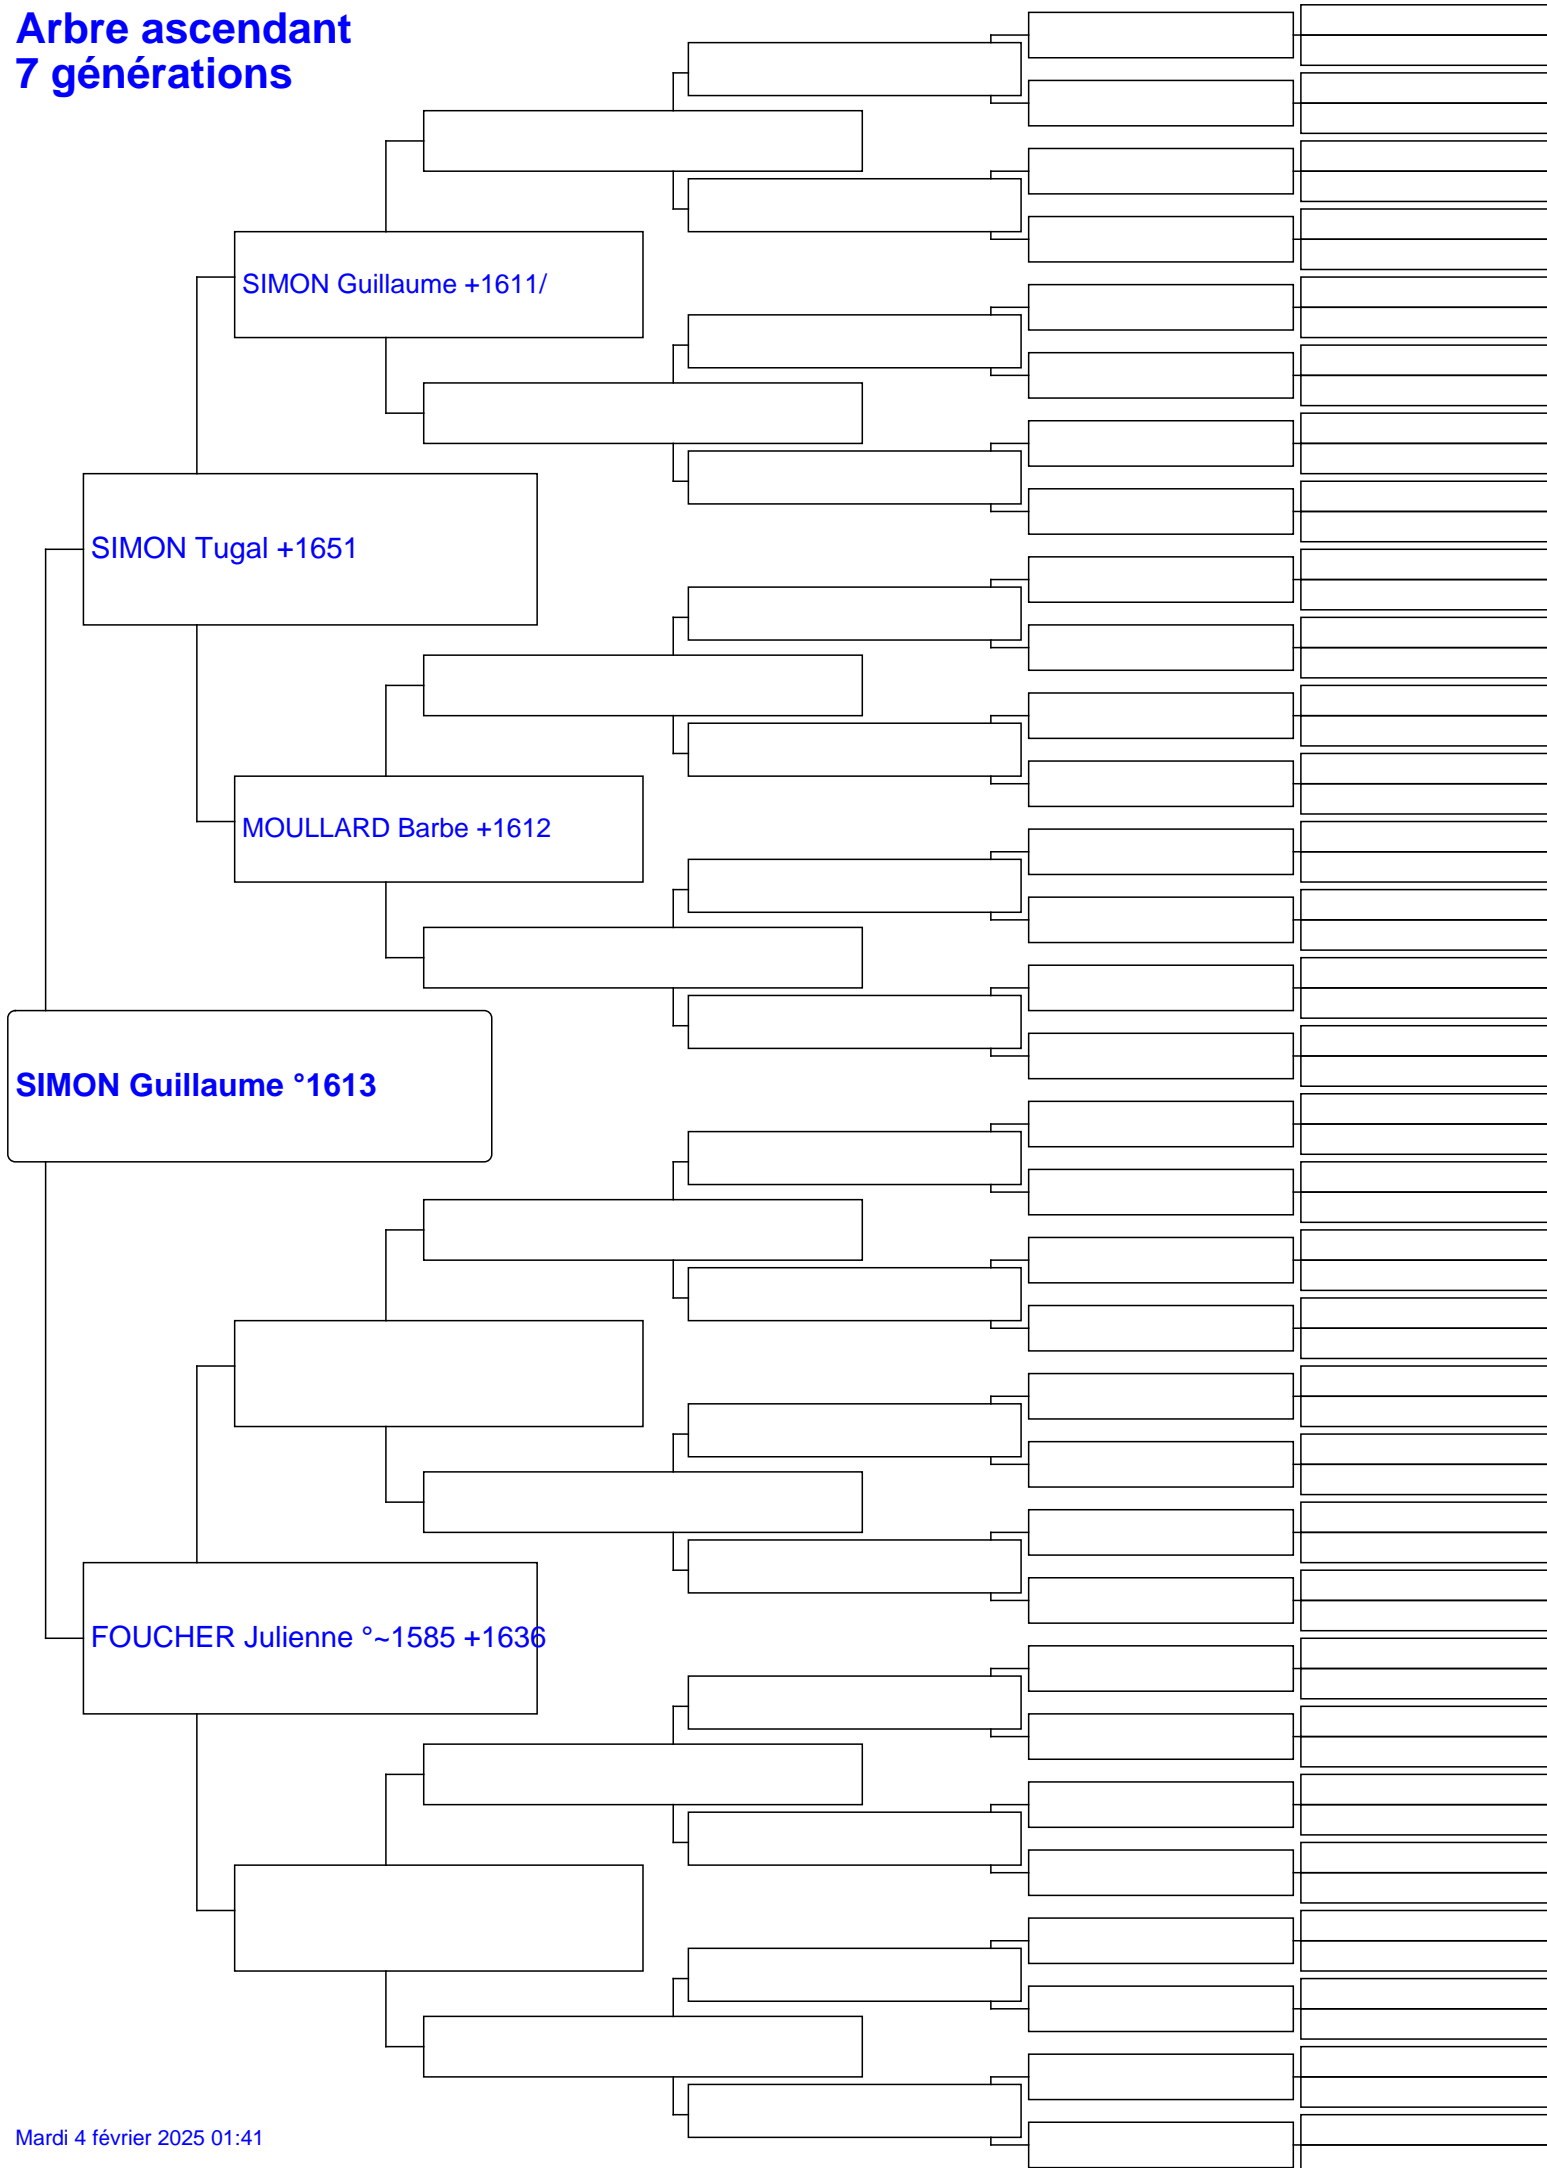 Arbre ascendant
7 générations
SIMON Guillaume +1611/
SIMON Tugal +1651
MOULLARD Barbe +1612
SIMON Guillaume °1613
FOUCHER Julienne °~1585 +1636
Mardi 4 février 2025 01:41